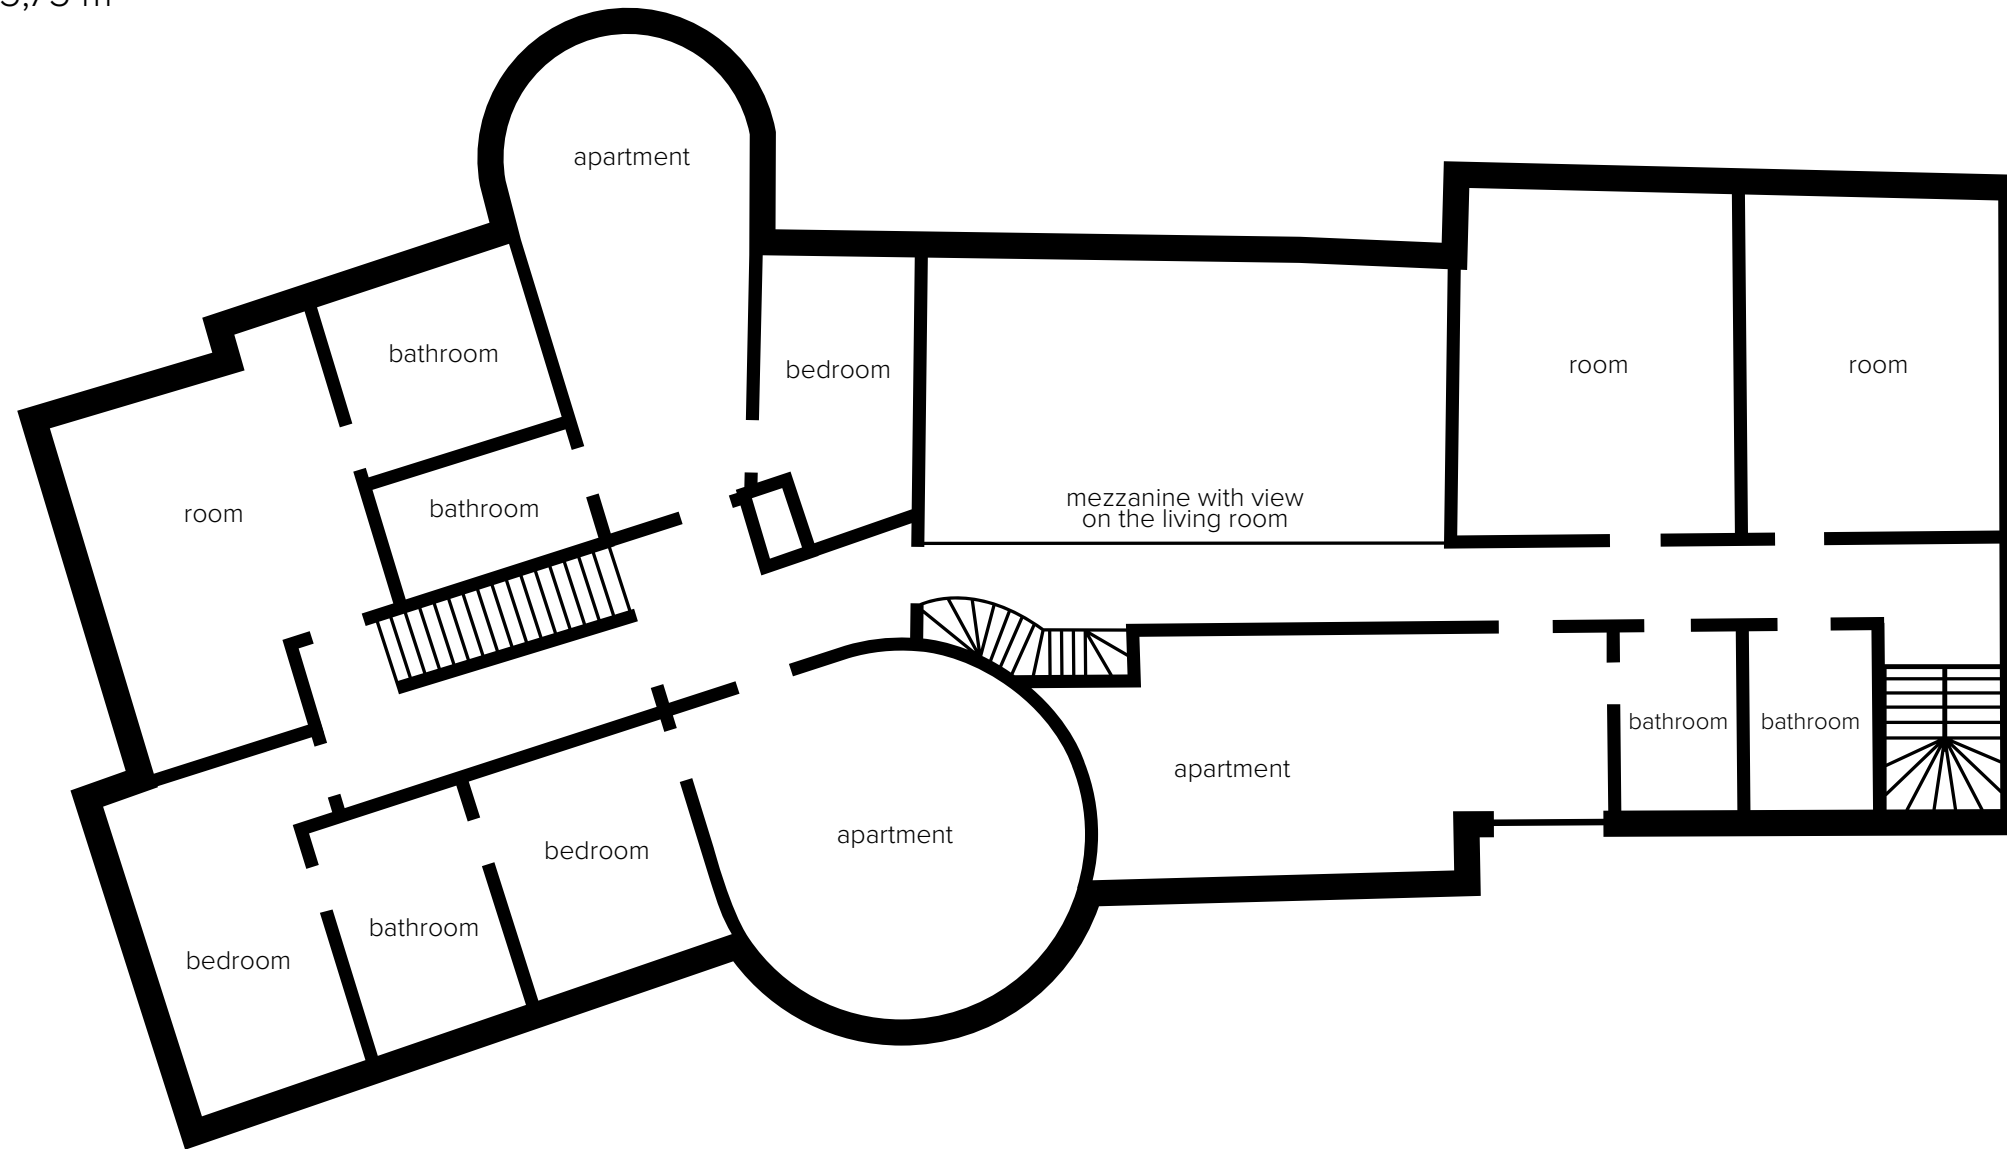 apartment
bathroom
bedroom
room
room
mezzanine with view
on the living room
room
bathroom
bathroom
bathroom
apartment
apartment
bedroom
bathroom
bedroom